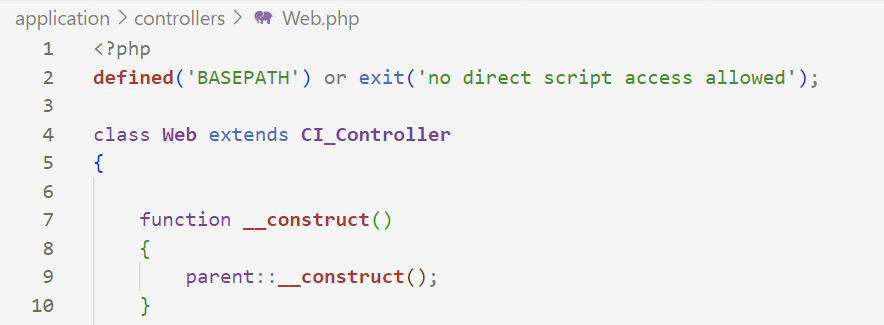 application > controllers > Web.php
1 <?php
2 defined('BASEPATH') or exit('no direct script access allowed');
3
4 class Web extends CI_Controller
5 {
6
7     function __construct()
8     {
9         parent::__construct();
10     }